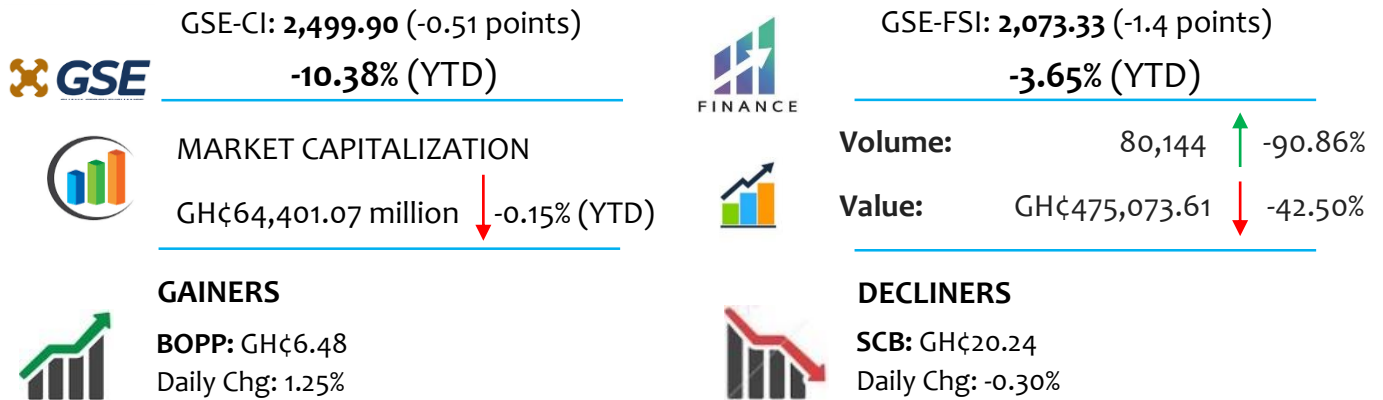 GSE-CI: 2,499.90 (-0.51 points)
GSE
-10.38% (YTD)
MARKET CAPITALIZATION
GH₵64,401.07 million -0.15% (YTD)
GAINERS
BOPP: GH₵6.48
Daily Chg: 1.25%
GSE-FSI: 2,073.33 (-1.4 points)
FINANCE
-3.65% (YTD)
Volume: 80,144 -90.86%
Value: GH₵475,073.61 -42.50%
DECLINERS
SCB: GH₵20.24
Daily Chg: -0.30%